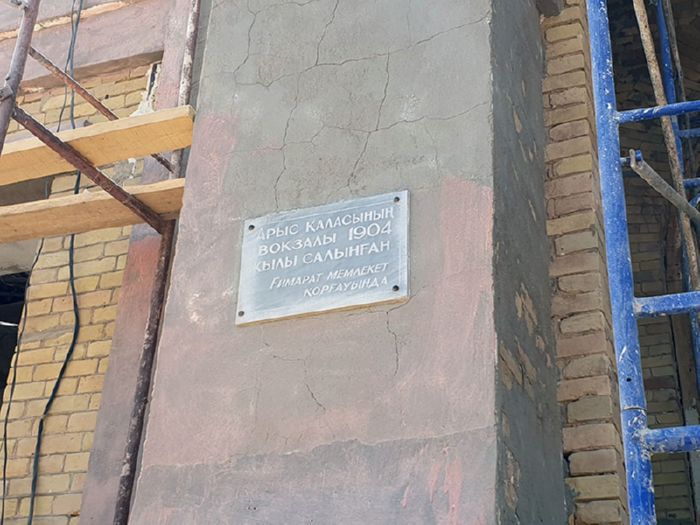 АРЫС ҚАЛАСЫНЫҢ
ВОКЗАЛЫ 1904
ЖЫЛЫ САЛЫНҒАН
ҒИМАРАТ МЕМЛЕКЕТ
ҚОРҒАУЫНДА